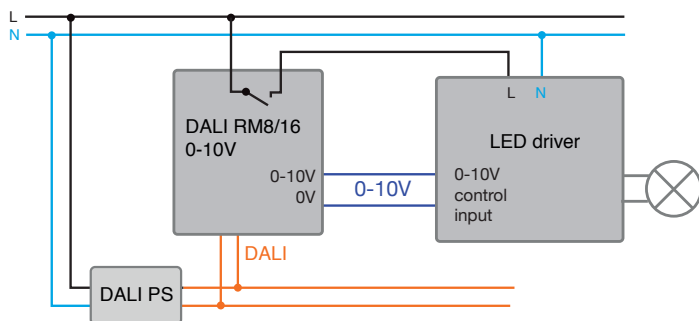 L
N
L N
DALI RM8/16
0-10V
LED driver
0-10V
0V
0-10V
0-10V
control
input
DALI
DALI PS